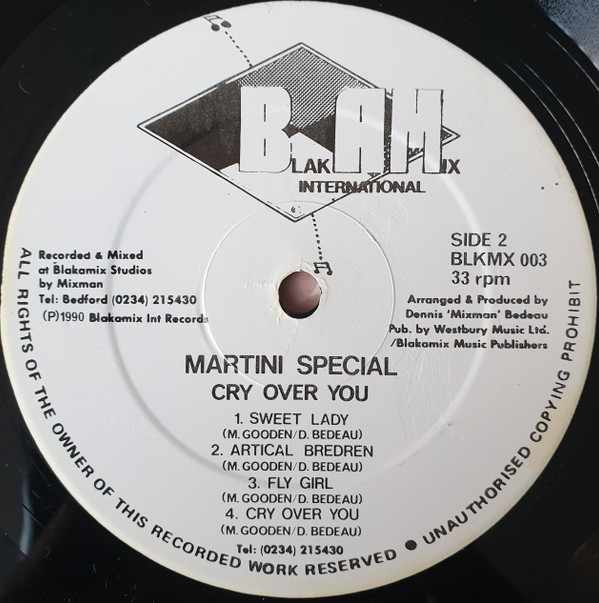 BAM
BLAKAMIX
INTERNATIONAL
SIDE 2
BLKMX 003
33 rpm
Recorded & Mixed
at Blakamix Studios
by Mixman
Tel: Bedford (0234) 215430
(P)1990 Blakamix Int Records
Arranged & Produced by
Dennis 'Mixman' Bedeau
Pub. by Westbury Music Ltd.
/Blakamix Music Publishers
MARTINI SPECIAL
CRY OVER YOU
1. SWEET LADY
(M. GOODEN/D. BEDEAU)
2. ARTICAL BREDREN
(M. GOODEN/D. BEDEAU)
3. FLY GIRL
(M. GOODEN/D. BEDEAU)
4. CRY OVER YOU
(M. GOODEN/D. BEDEAU)
Tel: (0234) 215430
ALL RIGHTS OF THE OWNER OF THIS RECORDED WORK RESERVED ● UNAUTHORISED COPYING PROHIBIT